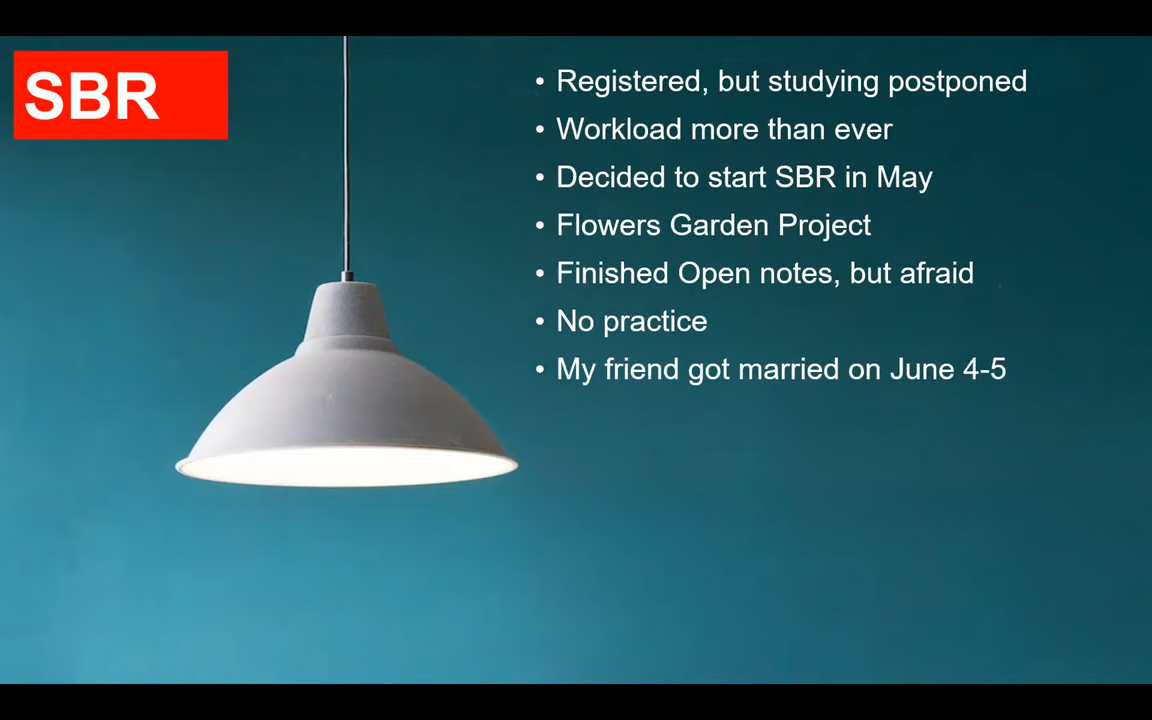 SBR
• Registered, but studying postponed
• Workload more than ever
• Decided to start SBR in May
• Flowers Garden Project
• Finished Open notes, but afraid
• No practice
• My friend got married on June 4-5